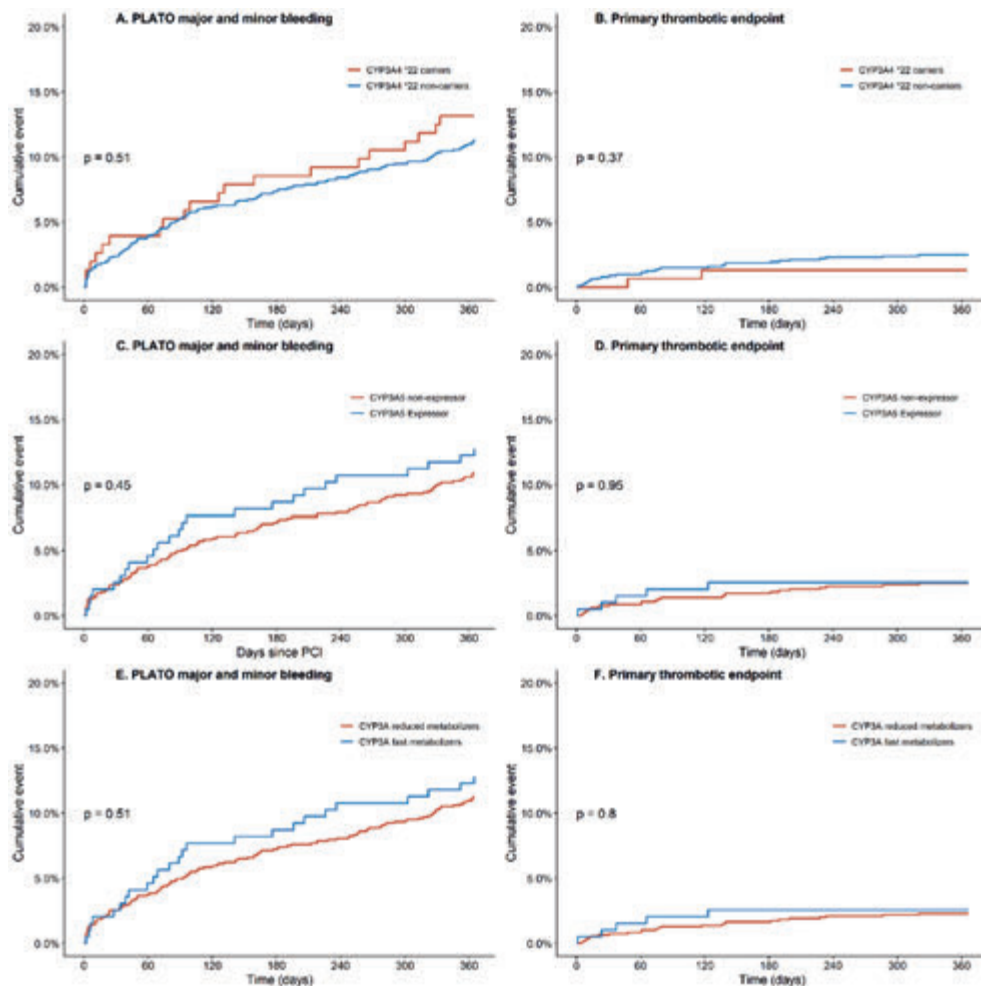 A. PLATO major and minor bleeding
20.0%
15.0%
10.0%
5.0%
0.0%
Cumulative event
CYP3A4 *22 carriers
CYP3A4 *22 non-carriers
p = 0.51
0 60 120 180 240 300 360
Time (days)
B. Primary thrombotic endpoint
20.0%
15.0%
10.0%
5.0%
0.0%
Cumulative event
CYP3A4 *22 carriers
CYP3A4 *22 non-carriers
p = 0.37
0 60 120 180 240 300 360
Time (days)
C. PLATO major and minor bleeding
20.0%
15.0%
10.0%
5.0%
0.0%
Cumulative event
CYP3A5 non-expressor
CYP3A5 Expressor
p = 0.45
0 60 120 180 240 300 360
Days since PCI
D. Primary thrombotic endpoint
20.0%
15.0%
10.0%
5.0%
0.0%
Cumulative event
CYP3A5 non-expressor
CYP3A5 Expressor
p = 0.95
0 60 120 180 240 300 360
Time (days)
E. PLATO major and minor bleeding
20.0%
15.0%
10.0%
5.0%
0.0%
Cumulative event
CYP3A reduced metabolizers
CYP3A fast metabolizers
p = 0.51
0 60 120 180 240 300 360
Time (days)
F. Primary thrombotic endpoint
20.0%
15.0%
10.0%
5.0%
0.0%
Cumulative event
CYP3A reduced metabolizers
CYP3A fast metabolizers
p = 0.8
0 60 120 180 240 300 360
Time (days)